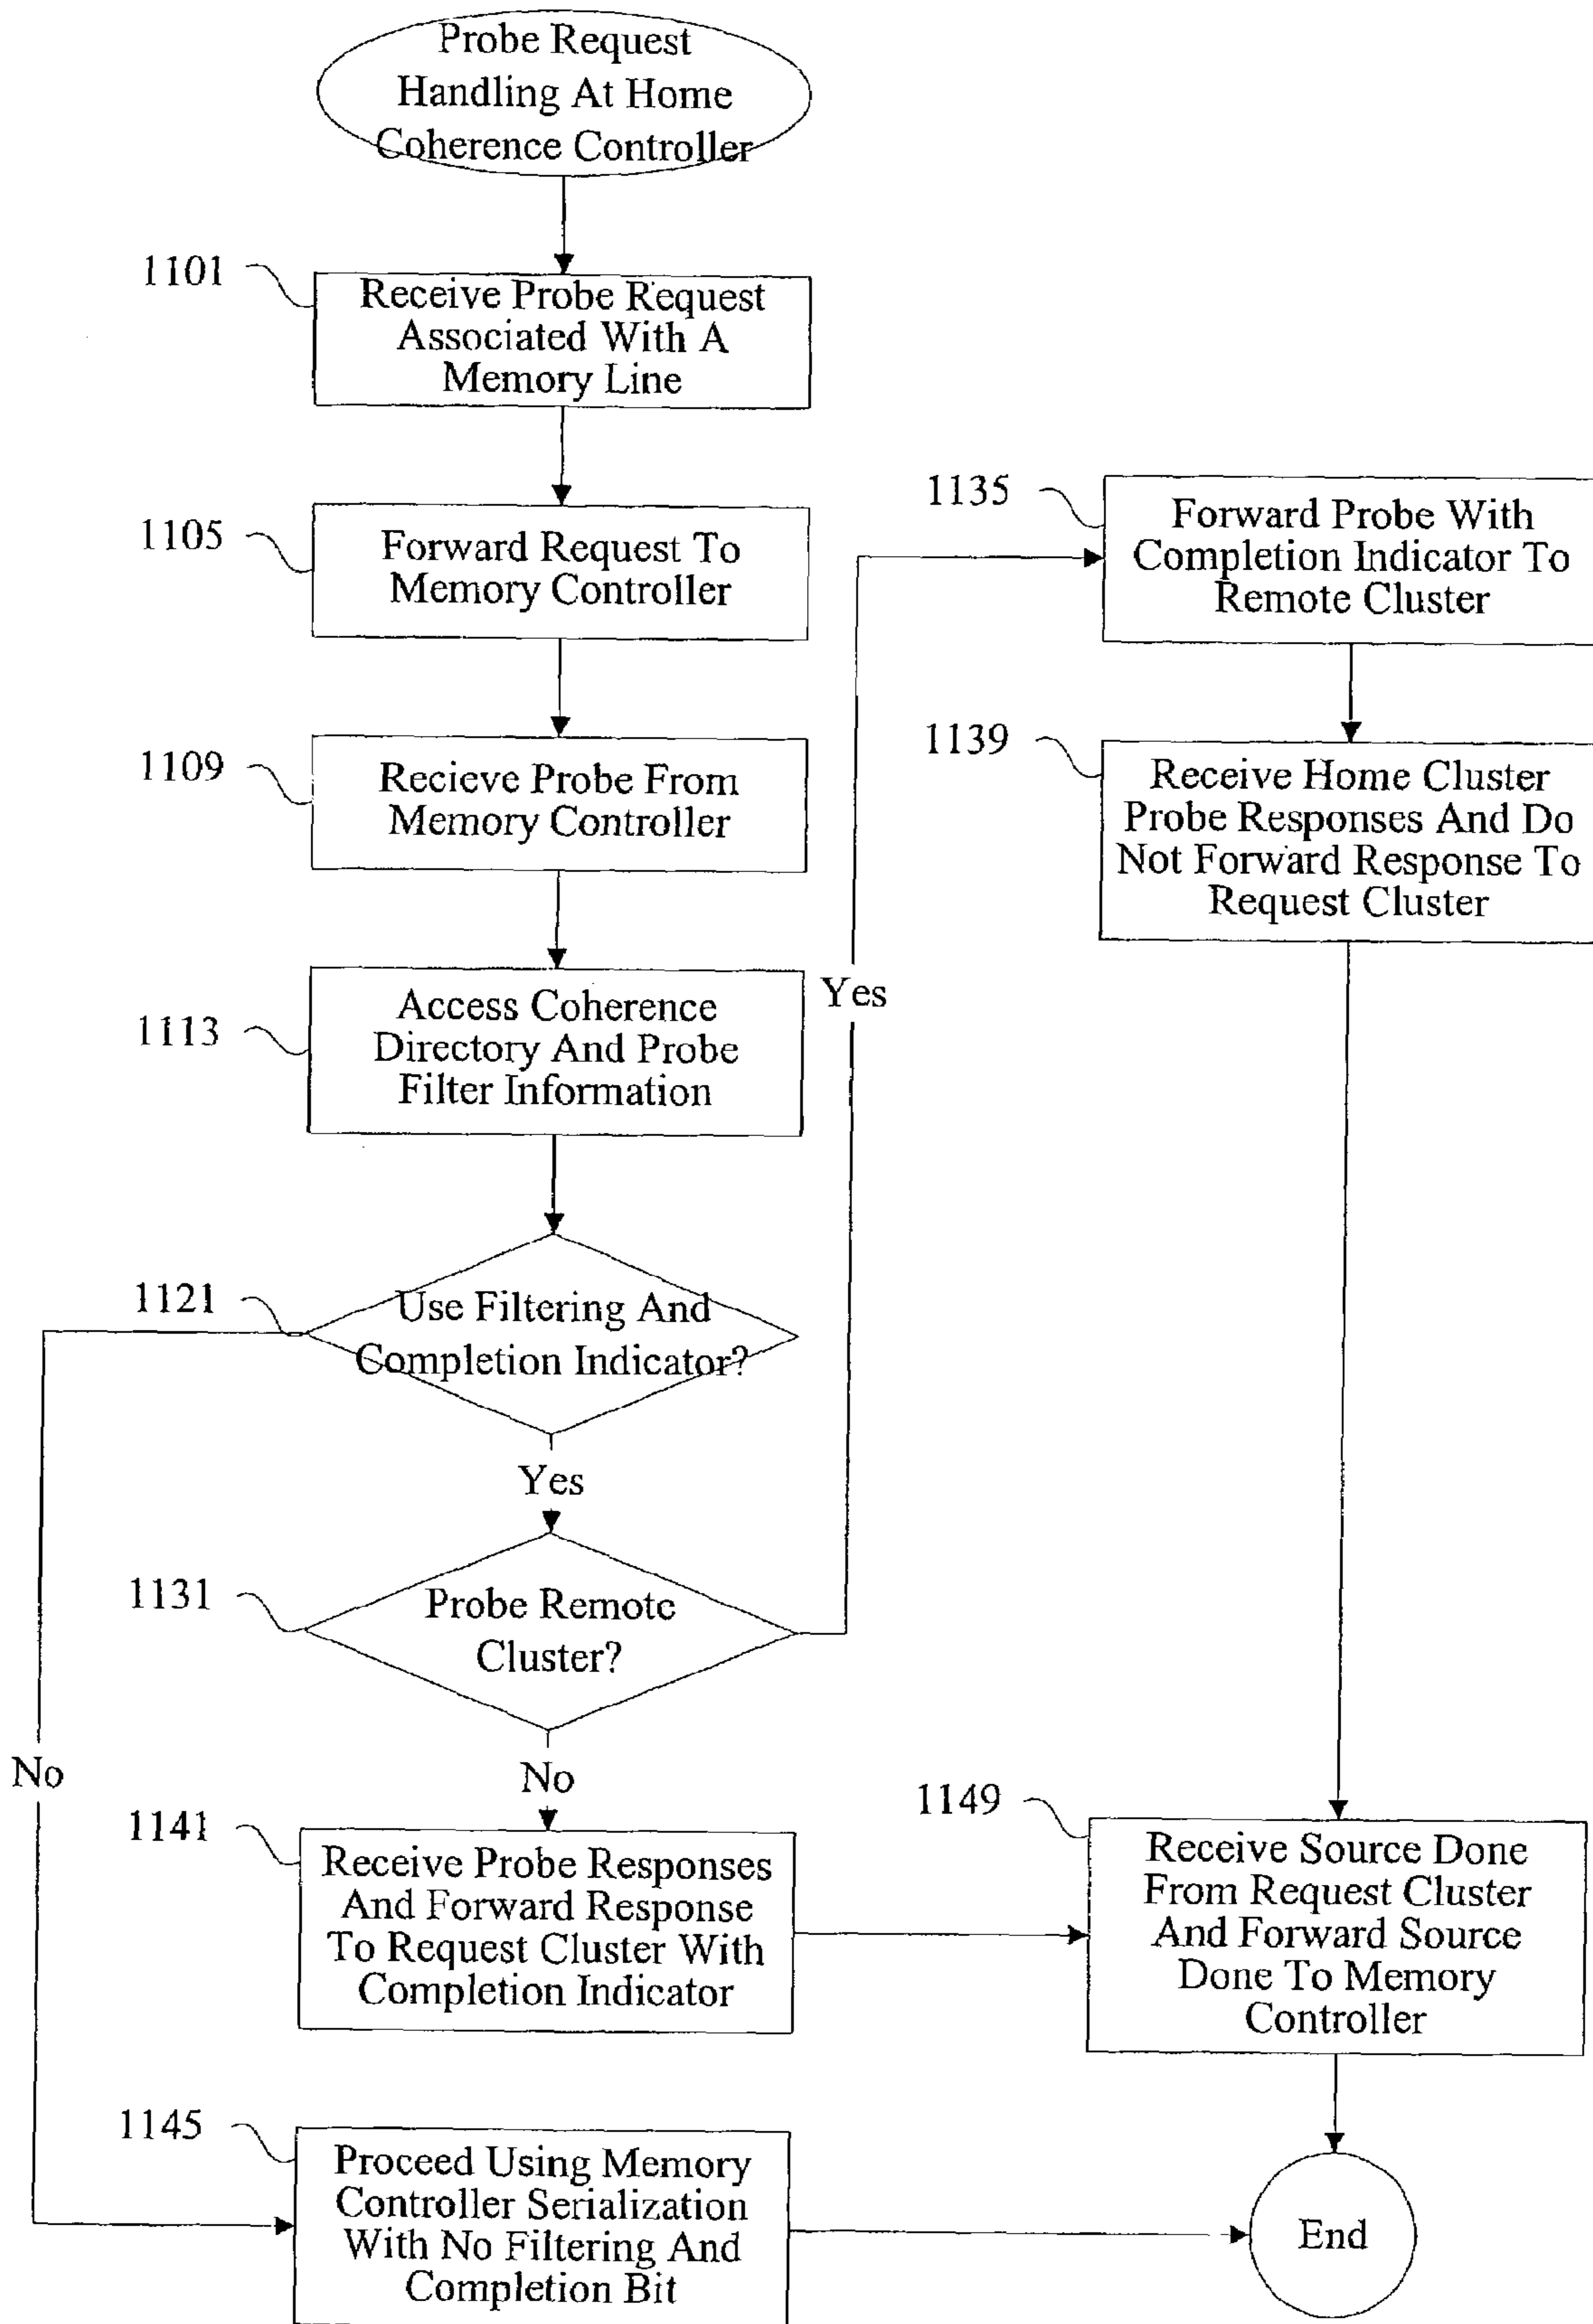 Probe Request
Handling At Home
Coherence Controller
1101
Receive Probe Request
Associated With A
Memory Line
1105
Forward Request To
Memory Controller
1109
Recieve Probe From
Memory Controller
1113
Access Coherence
Directory And Probe
Filter Information
1121
Use Filtering And
Completion Indicator?
Yes
No
1131
Probe Remote
Cluster?
Yes
No
1135
Forward Probe With
Completion Indicator To
Remote Cluster
1139
Receive Home Cluster
Probe Responses And Do
Not Forward Response To
Request Cluster
1141
Receive Probe Responses
And Forward Response
To Request Cluster With
Completion Indicator
1149
Receive Source Done
From Request Cluster
And Forward Source
Done To Memory
Controller
1145
Proceed Using Memory
Controller Serialization
With No Filtering And
Completion Bit
End